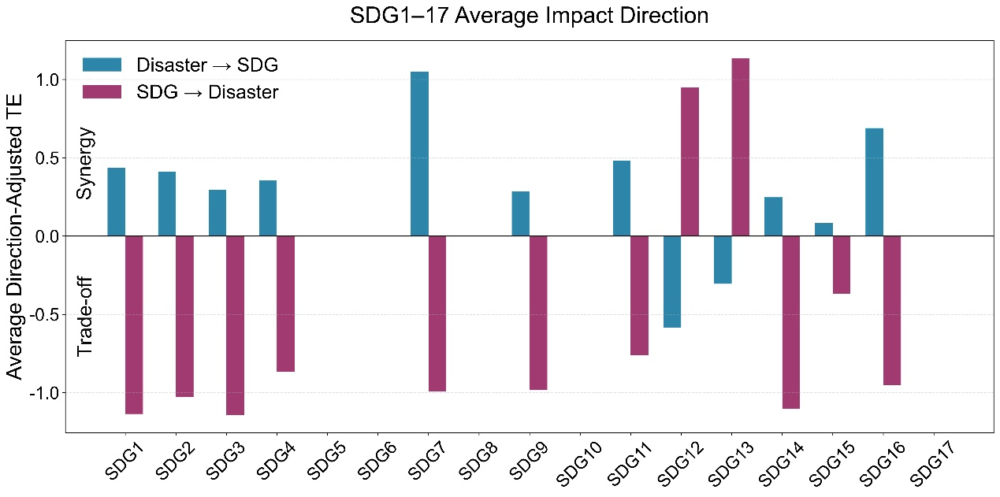 SDG1–17 Average Impact Direction
Disaster → SDG
SDG → Disaster
Average Direction-Adjusted TE
Synergy
Trade-off
1.0
0.5
0.0
-0.5
-1.0
SDG1
SDG2
SDG3
SDG4
SDG5
SDG6
SDG7
SDG8
SDG9
SDG10
SDG11
SDG12
SDG13
SDG14
SDG15
SDG16
SDG17